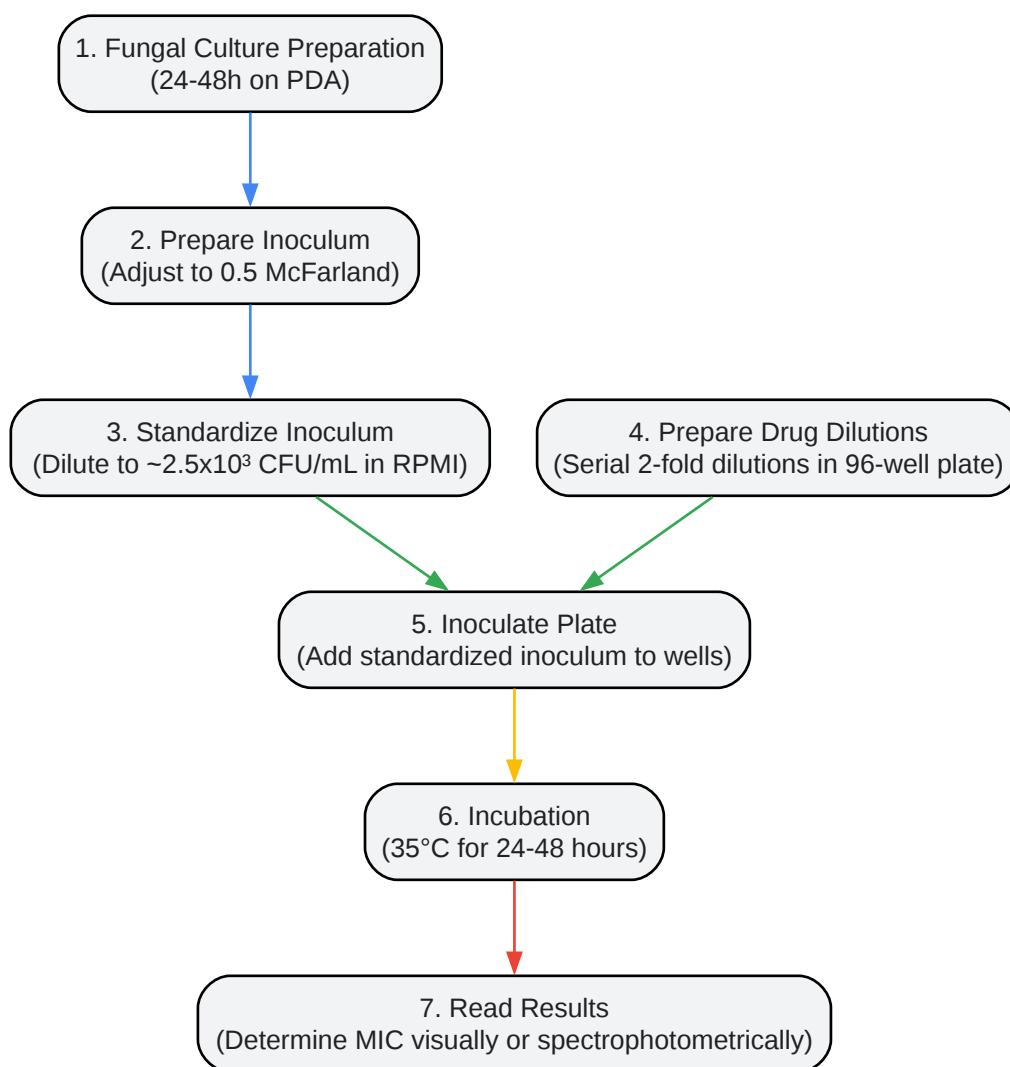 1. Fungal Culture Preparation
(24-48h on PDA)
2. Prepare Inoculum
(Adjust to 0.5 McFarland)
3. Standardize Inoculum
(Dilute to ~2.5x10³ CFU/mL in RPMI)
4. Prepare Drug Dilutions
(Serial 2-fold dilutions in 96-well plate)
5. Inoculate Plate
(Add standardized inoculum to wells)
6. Incubation
(35°C for 24-48 hours)
7. Read Results
(Determine MIC visually or spectrophotometrically)